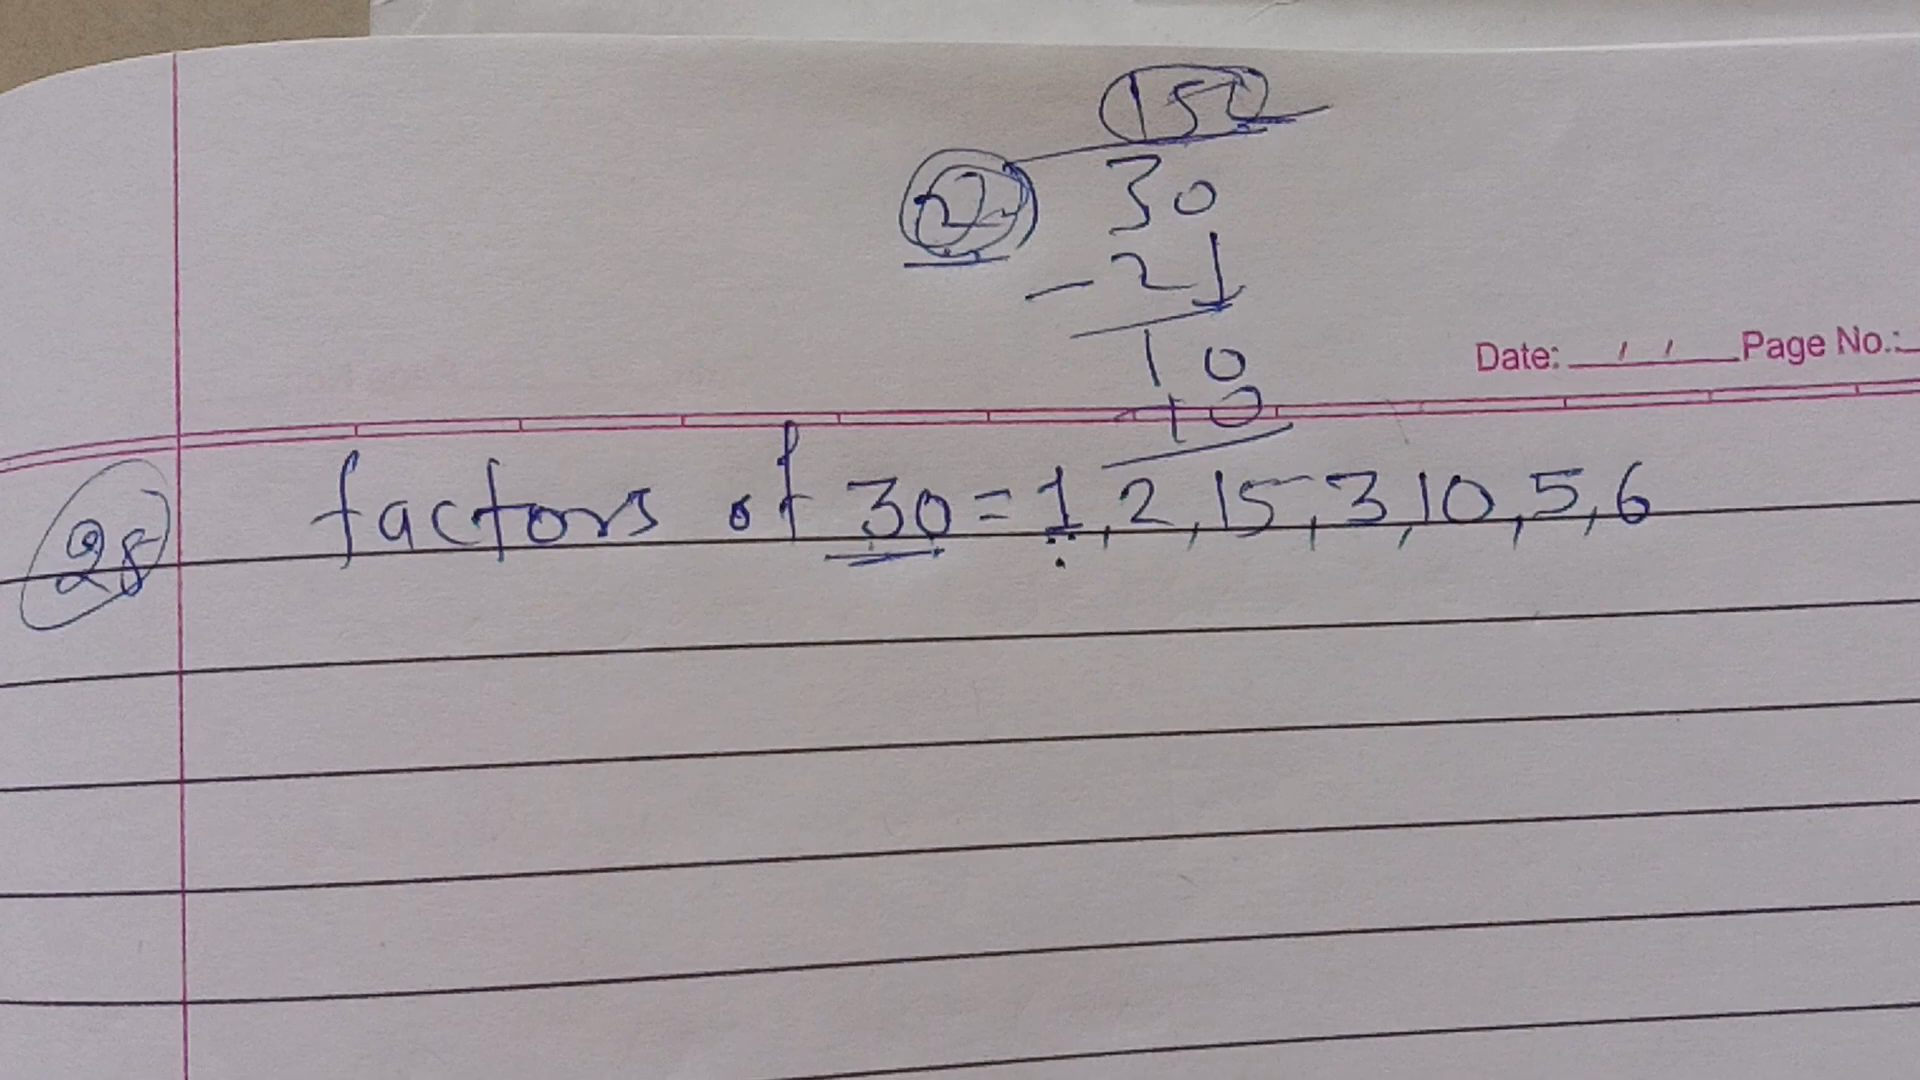 15
2) 30
- 2↓
10
10
Date: / / Page No.:
28 factors of 30 = 1, 2, 15, 3, 10, 5, 6